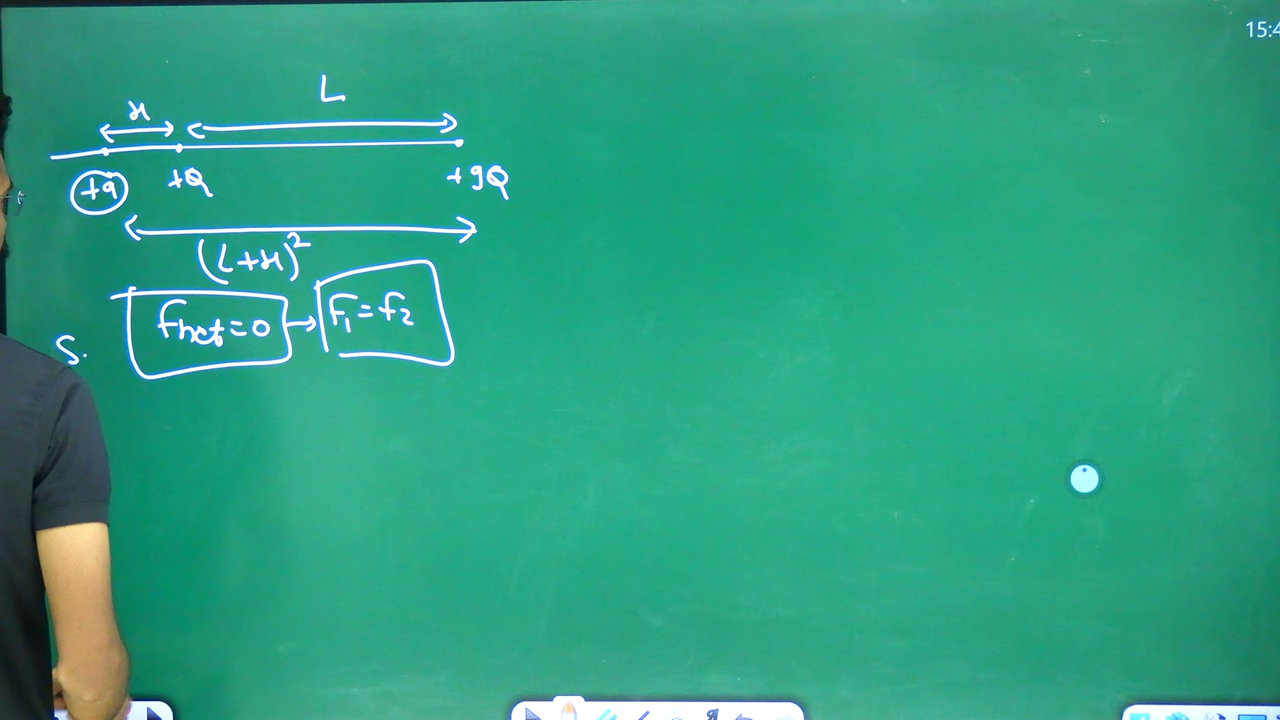 15:4
L
x
+q +Q +9Q
(L+x)²
Fnet=0 → F₁=F₂
S.